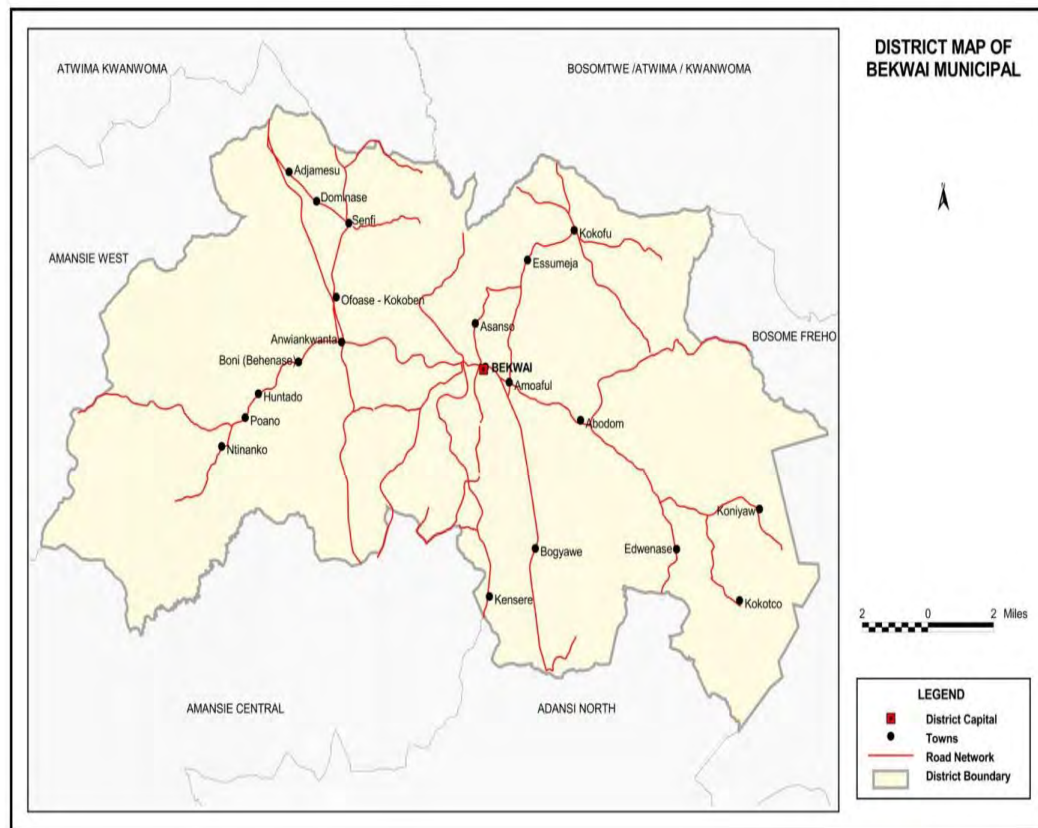 DISTRICT MAP OF
BEKWAI MUNICIPAL
ATWIMA KWANWOMA
BOSOMTWE /ATWIMA / KWANWOMA
N
Adjamesu
Dominase
Senfi
Kokofu
AMANSIE WEST
Essumeja
Ofoase - Kokoben
Asanso
BOSOME FREHO
Anwiankwanta
Boni (Behenase)
BEKWAI
Amoaful
Huntado
Poano
Abodom
Ntinanko
Koniyaw
Bogyawe
Edwenase
Kensere
Kokotco
2 0 2 Miles
AMANSIE CENTRAL
ADANSI NORTH
LEGEND
District Capital
Towns
Road Network
District Boundary